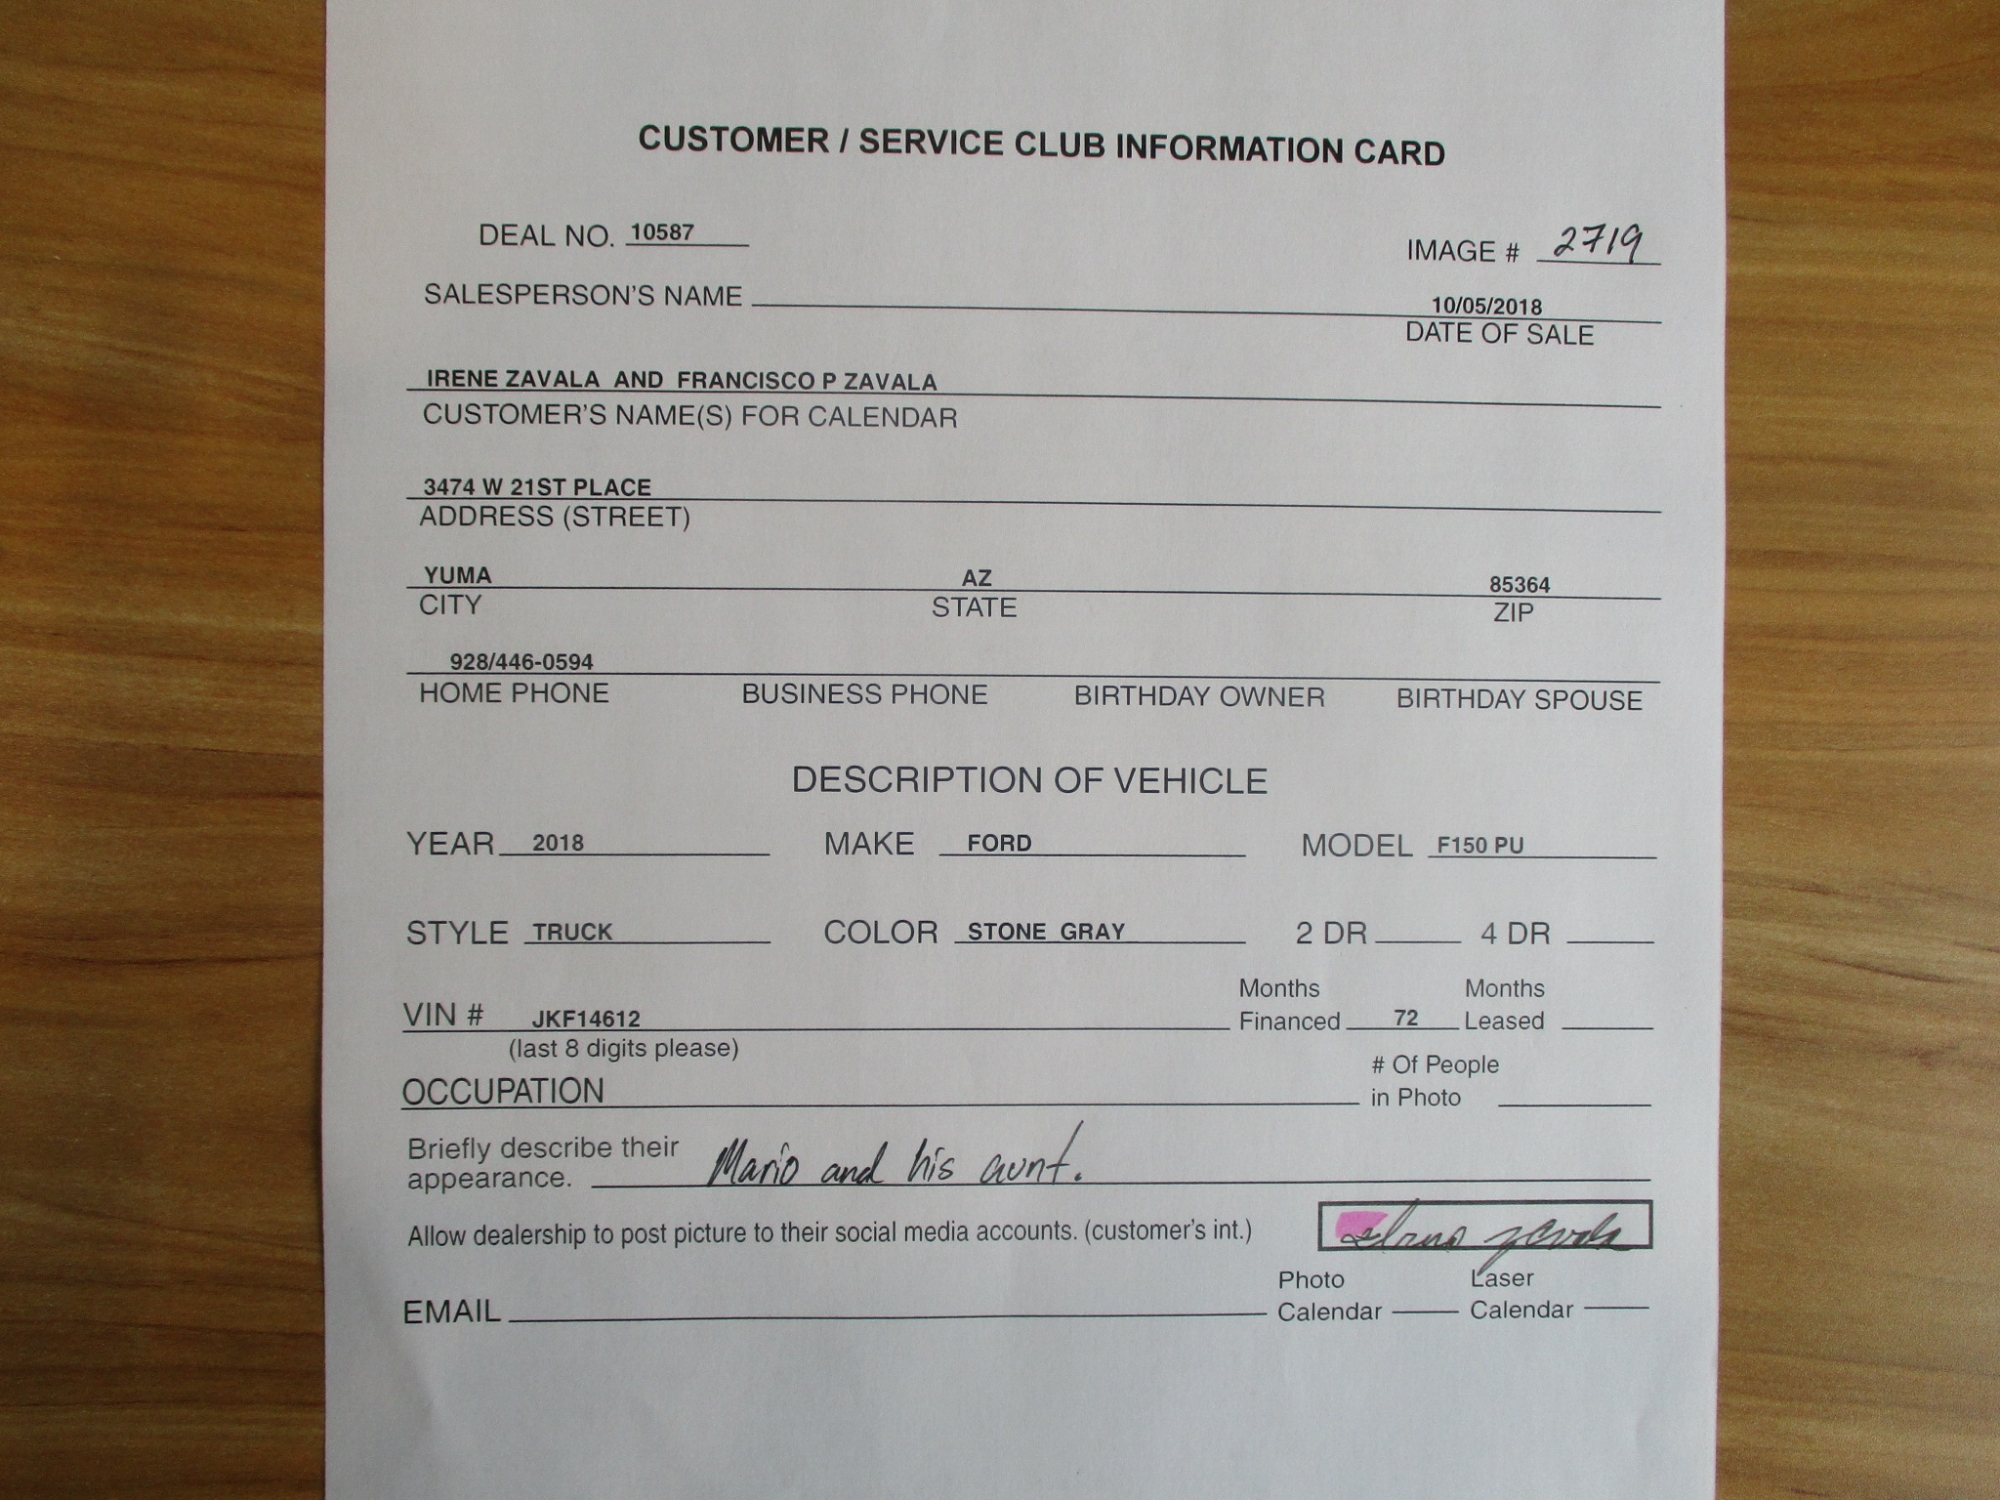 CUSTOMER / SERVICE CLUB INFORMATION CARD
DEAL NO. 10587 IMAGE # 2719
SALESPERSON'S NAME 10/05/2018
DATE OF SALE
IRENE ZAVALA AND FRANCISCO P ZAVALA
CUSTOMER'S NAME(S) FOR CALENDAR
3474 W 21ST PLACE
ADDRESS (STREET)
YUMA AZ 85364
CITY STATE ZIP
928/446-0594
HOME PHONE BUSINESS PHONE BIRTHDAY OWNER BIRTHDAY SPOUSE
DESCRIPTION OF VEHICLE
YEAR 2018 MAKE FORD MODEL F150 PU
STYLE TRUCK COLOR STONE GRAY 2 DR 4 DR
Months Months
VIN # JKF14612 Financed 72 Leased
(last 8 digits please)
# Of People
OCCUPATION in Photo
Briefly describe their
appearance. Mario and his aunt.
Allow dealership to post picture to their social media accounts. (customer's int.) Zavala
Photo Laser
EMAIL Calendar Calendar